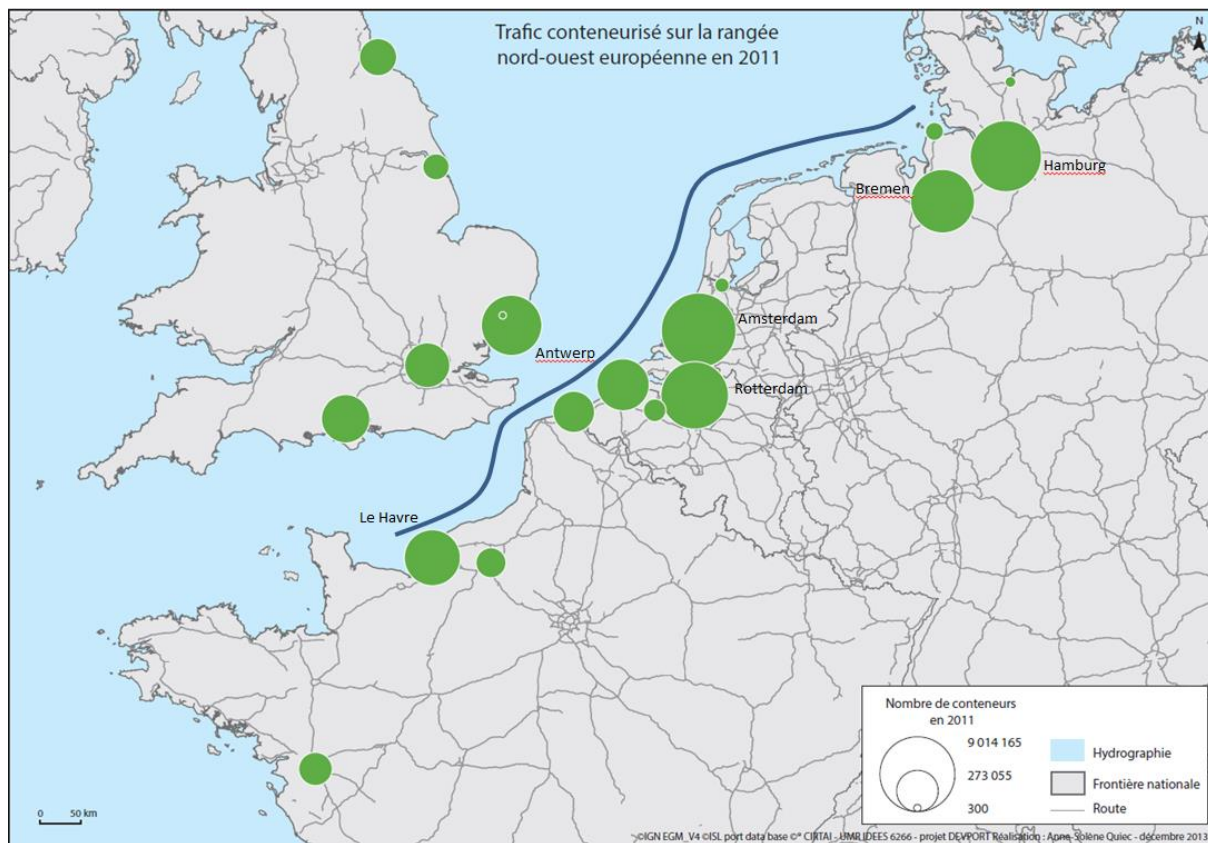 Trafic conteneurisé sur la rangée
nord-ouest européenne en 2011
N
Hamburg
Bremen
Amsterdam
Antwerp
Rotterdam
Le Havre
Nombre de conteneurs
en 2011
9 014 165
273 055
300
Hydrographie
Frontière nationale
Route
0 50 km
©IGN EGM_V4 ©ISL port data base ©* CIRTAI - UMR IDEES 6266 - projet DEVPORT Réalisation : Anne-Solène Quiec - décembre 2013